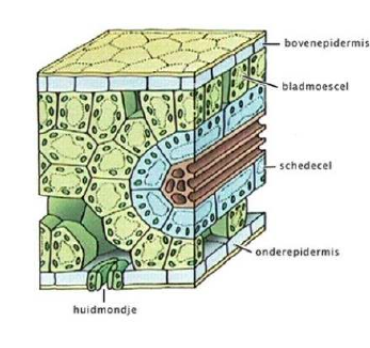 bovenepidermis
bladmoescel
schedecel
onderepidermis
huidmondje